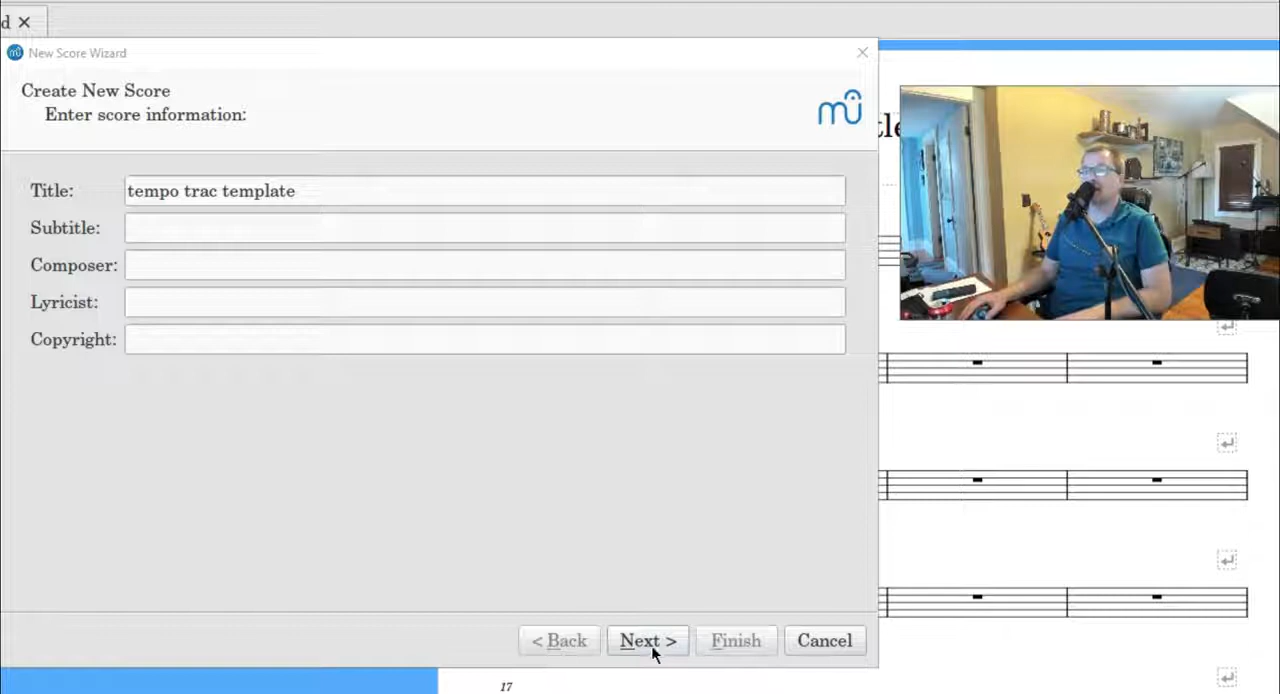 d
New Score Wizard
Create New Score
Enter score information:
Title:
tempo trac template
Subtitle:
Composer:
Lyricist:
Copyright:
< Back
Next >
Finish
Cancel
17